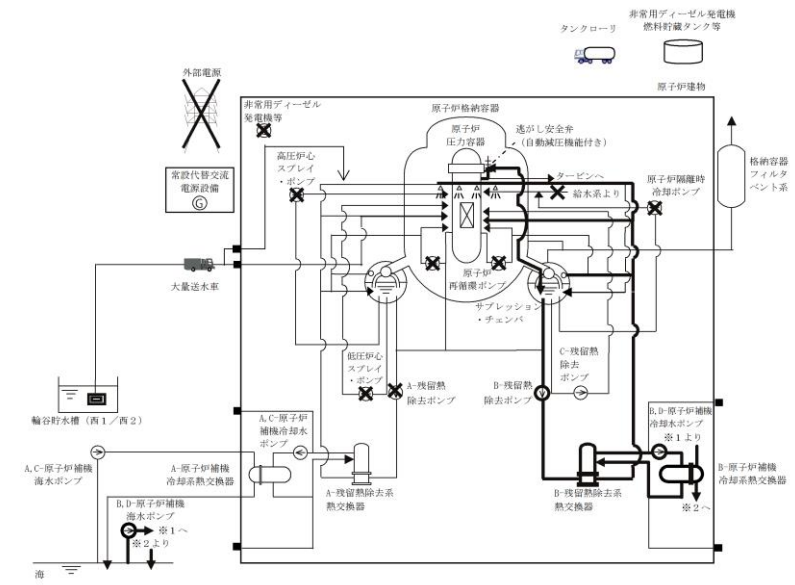 非常用ディーゼル発電機
燃料貯蔵タンク等
タンクローリ
原子炉建物
外部電源
非常用ディーゼル
発電機等
原子炉格納容器
原子炉
圧力容器
逃がし安全弁
(自動減圧機能付き)
高圧炉心
スプレイ
・ポンプ
タービンへ
給水系より
原子炉隔離時
冷却ポンプ
格納容器
フィルタ
ベント系
常設代替交流
電源設備
G
大量送水車
原子炉
再循環ポンプ
サプレッション
・チェンバ
低圧炉心
スプレイ
・ポンプ
A-残留熱
除去ポンプ
B-残留熱
除去ポンプ
C-残留熱
除去
ポンプ
輪谷貯水槽(西1/西2)
A,C-原子炉
補機冷却水
ポンプ
B,D-原子炉補機
冷却水ポンプ
※1より
A,C-原子炉補機
海水ポンプ
A-原子炉補機
冷却系熱交換器
B-原子炉補機
冷却系熱交換器
A-残留熱除去系
熱交換器
B-残留熱除去系
熱交換器
※2へ
B,D-原子炉補機
海水ポンプ
※1へ
※2より
海